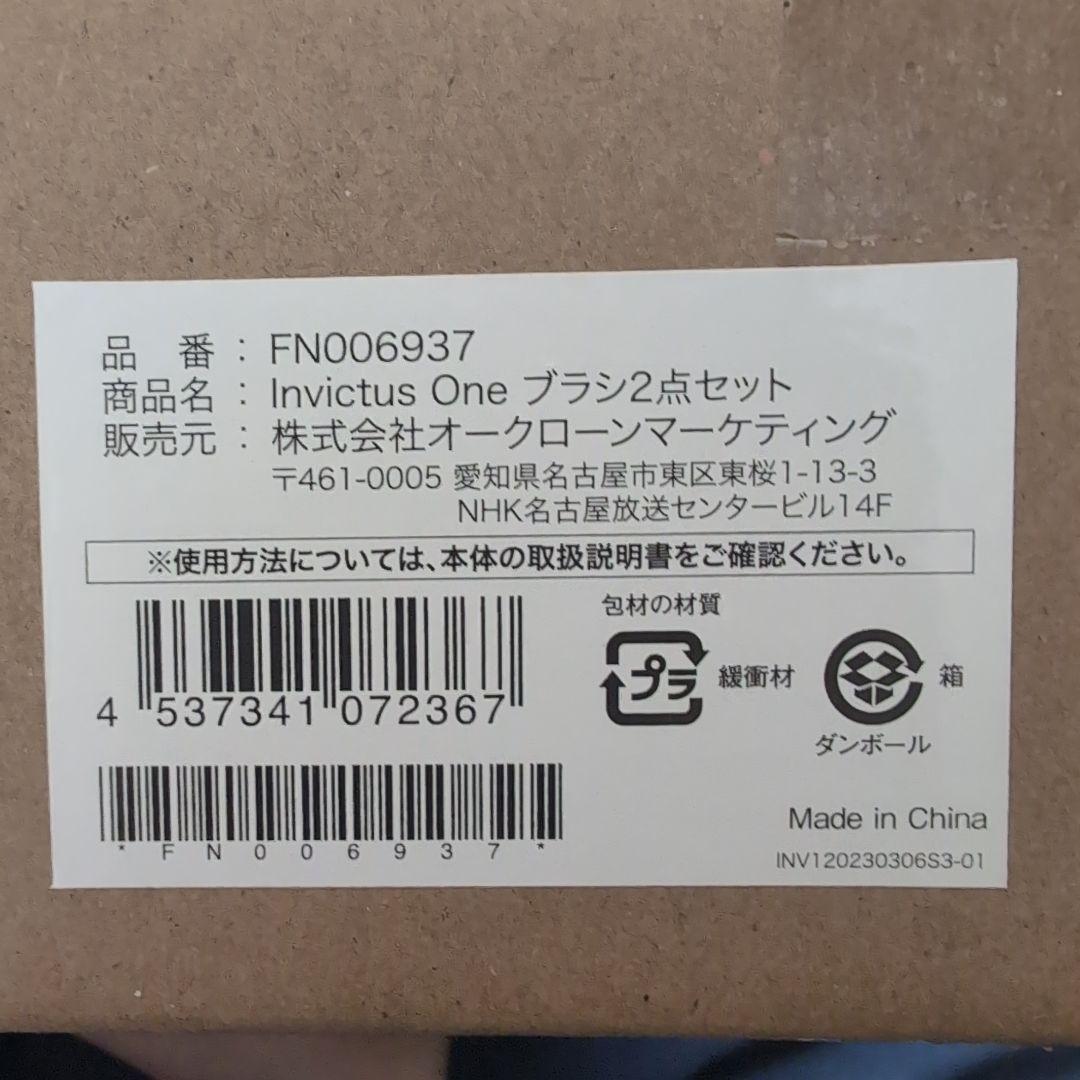 品　番 : FN006937
商品名 : Invictus One ブラシ2点セット
販売元 : 株式会社オークローンマーケティング
〒461-0005 愛知県名古屋市東区東桜1-13-3
NHK名古屋放送センタービル14F
※使用方法については、本体の取扱説明書をご確認ください。
包材の材質
プラ 緩衝材
箱
ダンボール
4 537341 072367
*FN006937*
Made in China
INV120230306S3-01